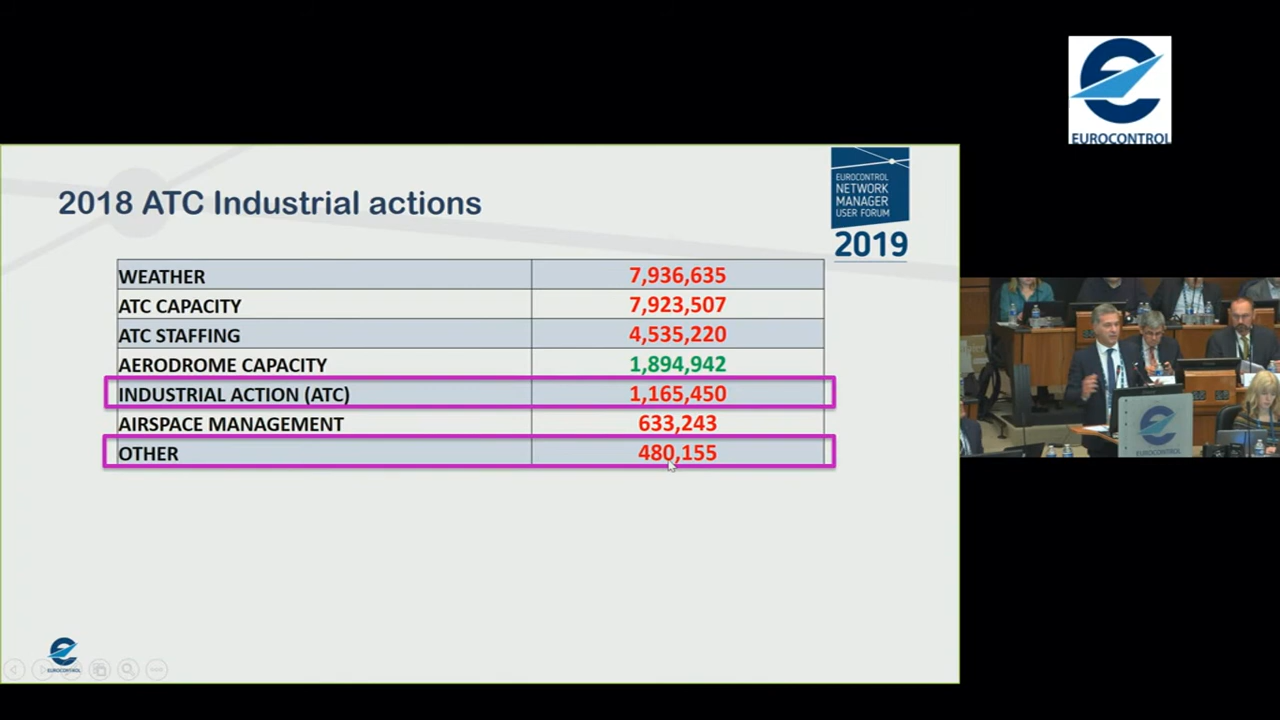 EUROCONTROL
2018 ATC Industrial actions
EUROCONTROL
NETWORK
MANAGER
USER FORUM
2019
WEATHER 7,936,635
ATC CAPACITY 7,923,507
ATC STAFFING 4,535,220
AERODROME CAPACITY 1,894,942
INDUSTRIAL ACTION (ATC) 1,165,450
AIRSPACE MANAGEMENT 633,243
OTHER 480,155
EUROCONTROL
EUROCONTROL